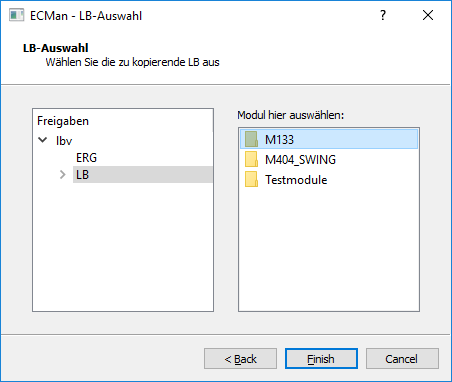 ECMan - LB-Auswahl
LB-Auswahl
Wählen Sie die zu kopierende LB aus
Freigaben
lbv
ERG
LB
Modul hier auswählen:
M133
M404_SWING
Testmodule
< Back
Finish
Cancel